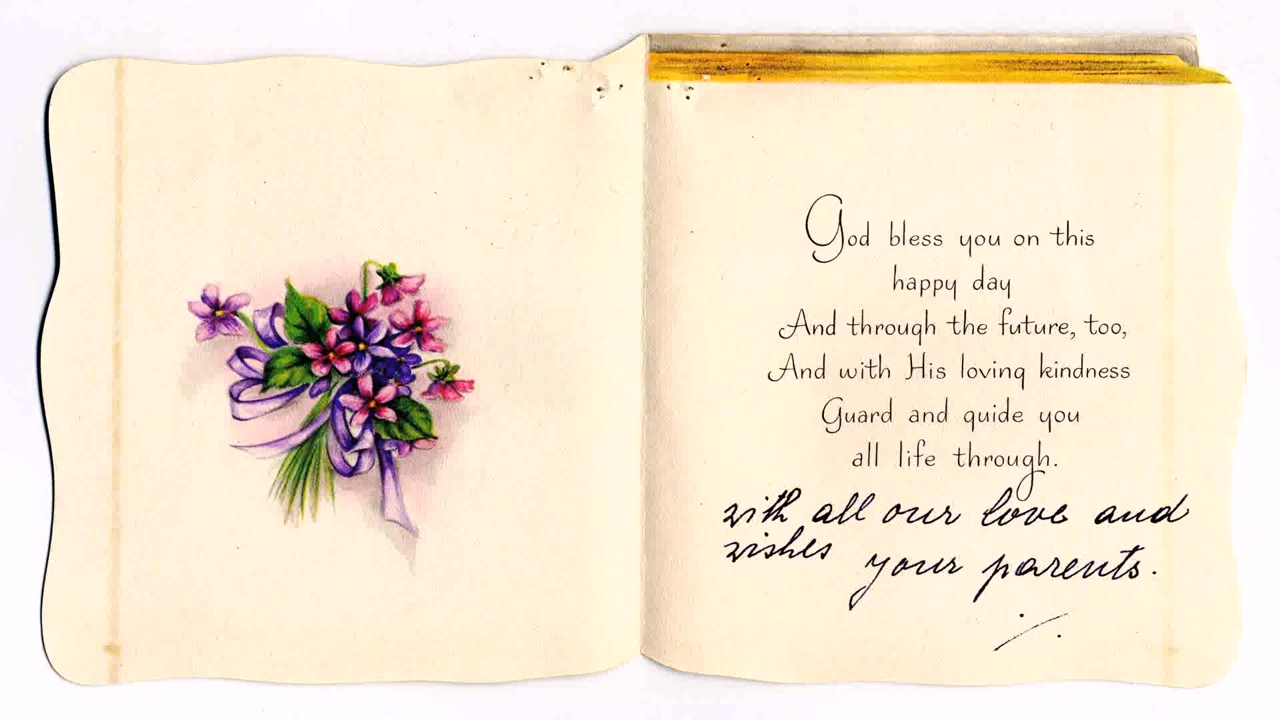 God bless you on this
happy day
And through the future, too,
And with His loving kindness
Guard and guide you
all life through.
with all our love and
wishes your parents.